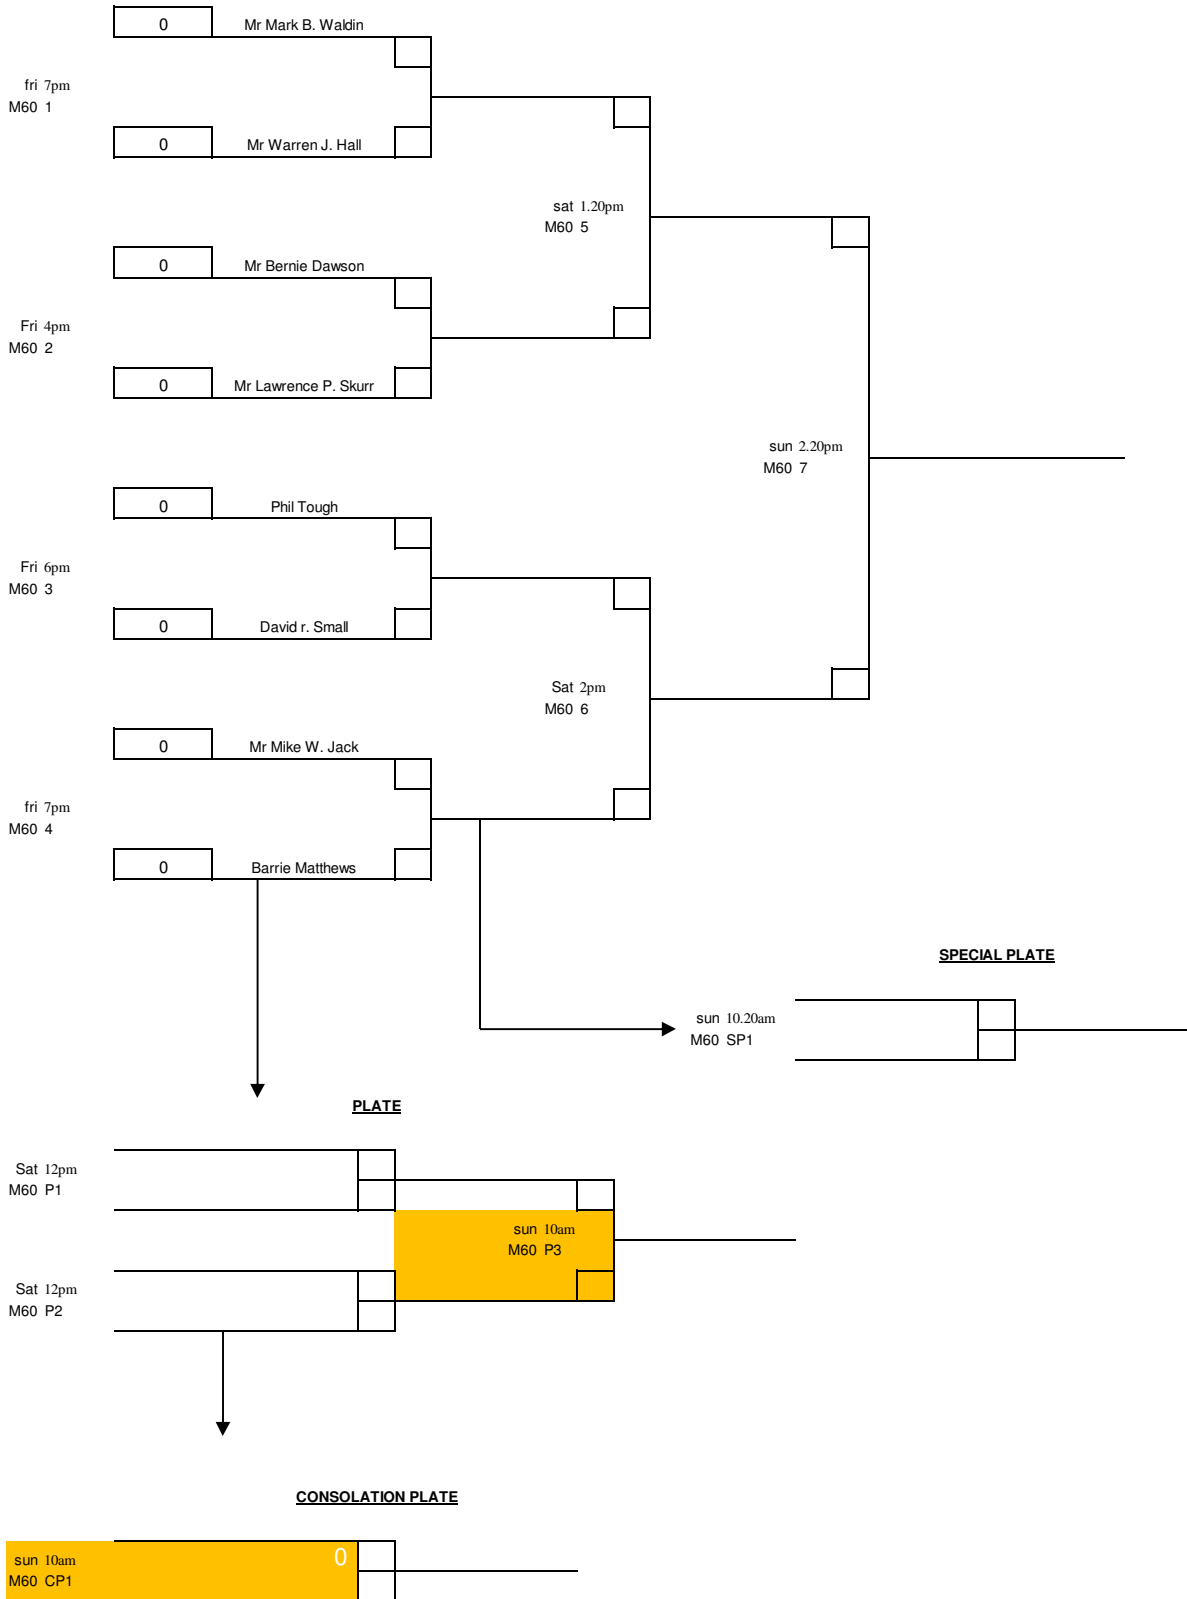 0 Mr Mark B. Waldin
fri 7pm
M60 1
0 Mr Warren J. Hall
sat 1.20pm
M60 5
0 Mr Bernie Dawson
Fri 4pm
M60 2
0 Mr Lawrence P. Skurr
sun 2.20pm
M60 7
0 Phil Tough
Fri 6pm
M60 3
0 David r. Small
Sat 2pm
M60 6
0 Mr Mike W. Jack
fri 7pm
M60 4
0 Barrie Matthews
SPECIAL PLATE
sun 10.20am
M60 SP1
PLATE
Sat 12pm
M60 P1
sun 10am
M60 P3
Sat 12pm
M60 P2
CONSOLATION PLATE
sun 10am 0
M60 CP1